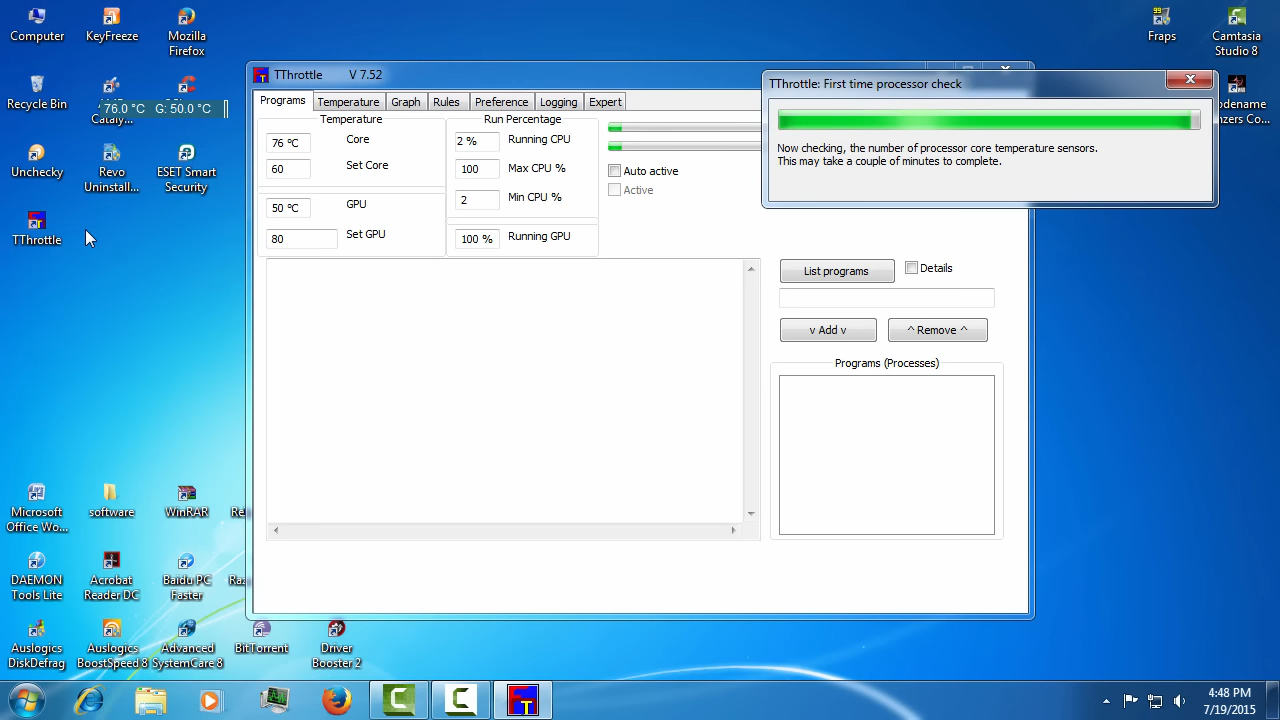 Computer
KeyFreeze
Mozilla
Firefox
99
Fraps
Camtasia
Studio 8
Recycle Bin
Cataly...
76.0 °C G: 50.0 °C
Unchecky
Revo
Uninstall...
ESET Smart
Security
TThrottle
TThrottle V 7.52
Programs
Temperature
Graph
Rules
Preference
Logging
Expert
Temperature
76 °C
Core
60
Set Core
50 °C
GPU
80
Set GPU
Run Percentage
2 %
Running CPU
100
Max CPU %
2
Min CPU %
100 %
Running GPU
Auto active
Active
TThrottle: First time processor check
Now checking, the number of processor core temperature sensors.
This may take a couple of minutes to complete.
List programs
Details
v Add v
^ Remove ^
Programs (Processes)
Microsoft
Office Wo...
software
WinRAR
Re
DAEMON
Tools Lite
Acrobat
Reader DC
Baidu PC
Faster
Raz
Auslogics
DiskDefrag
Auslogics
BoostSpeed 8
Advanced
SystemCare 8
BitTorrent
Driver
Booster 2
4:48 PM
7/19/2015